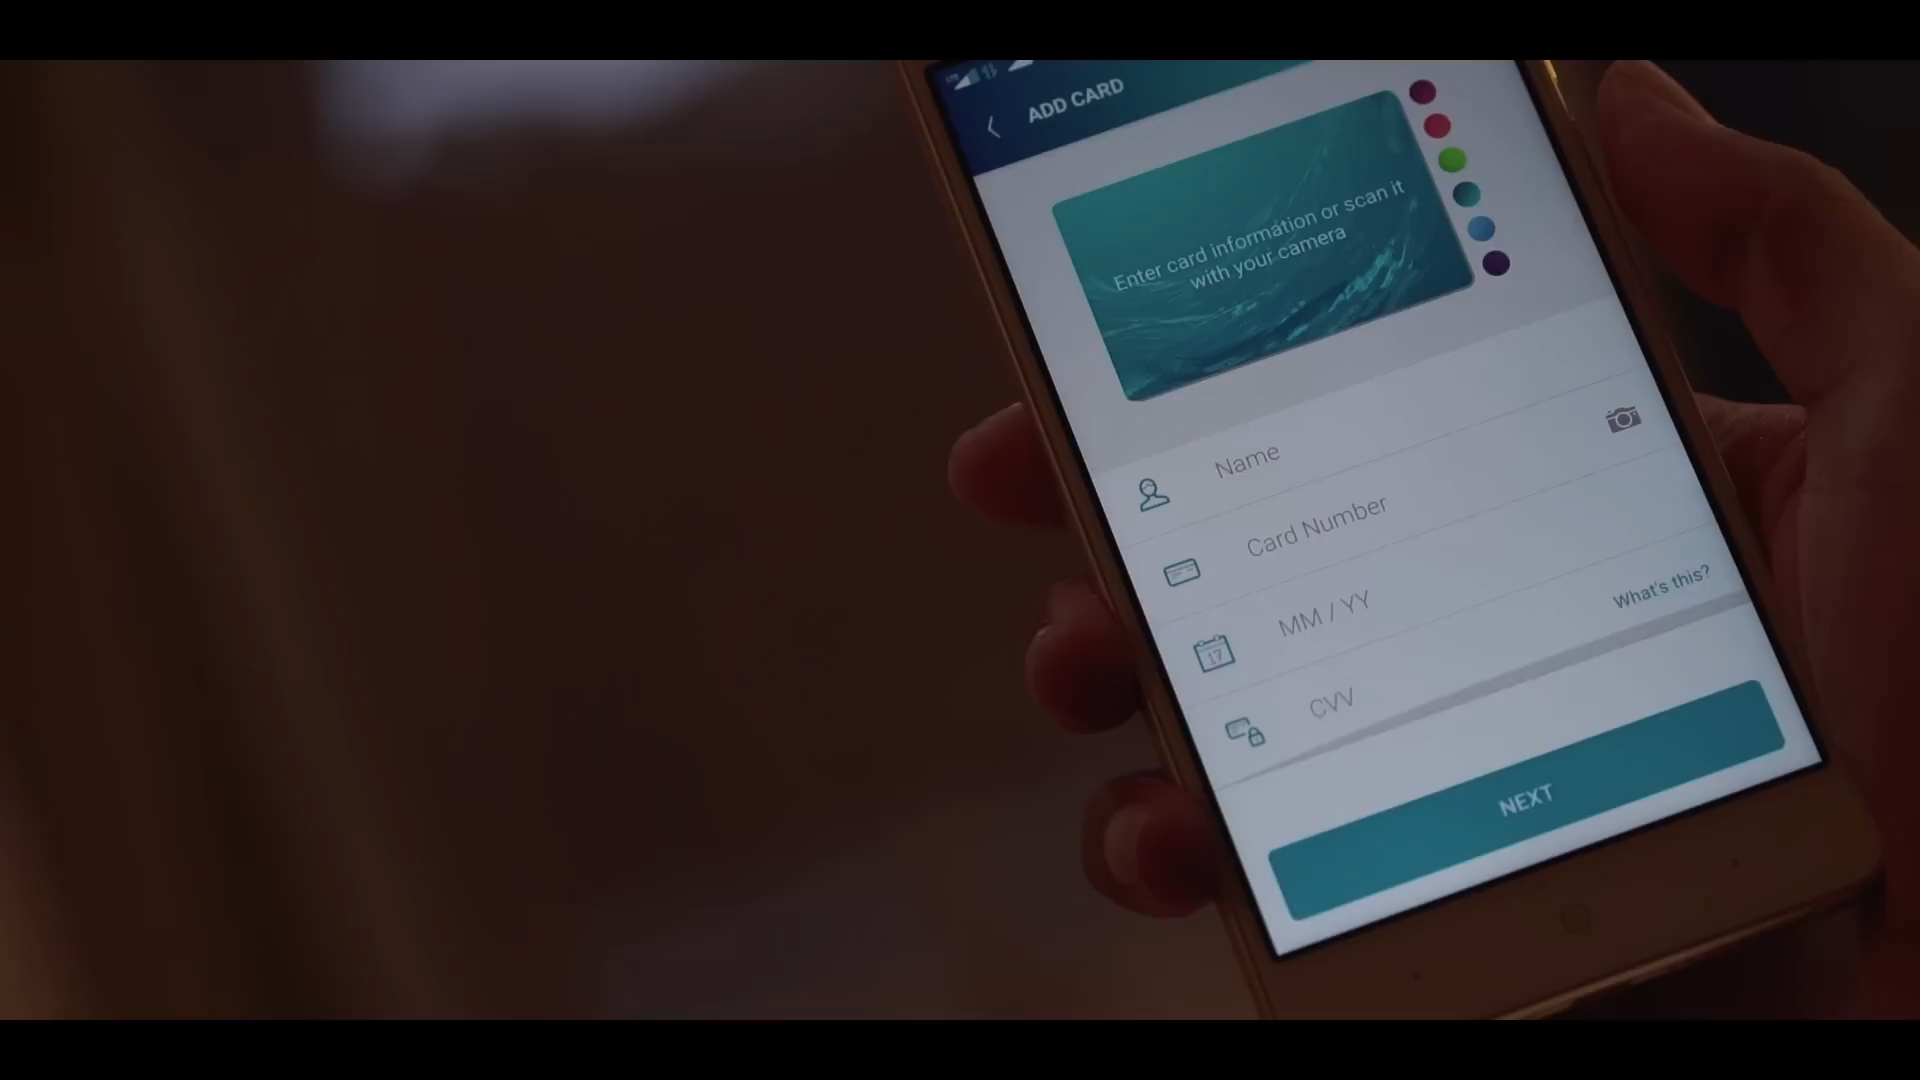 ADD CARD
Enter card information or scan it
with your camera
Name
Card Number
MM / YY
17
What's this?
CVV
NEXT